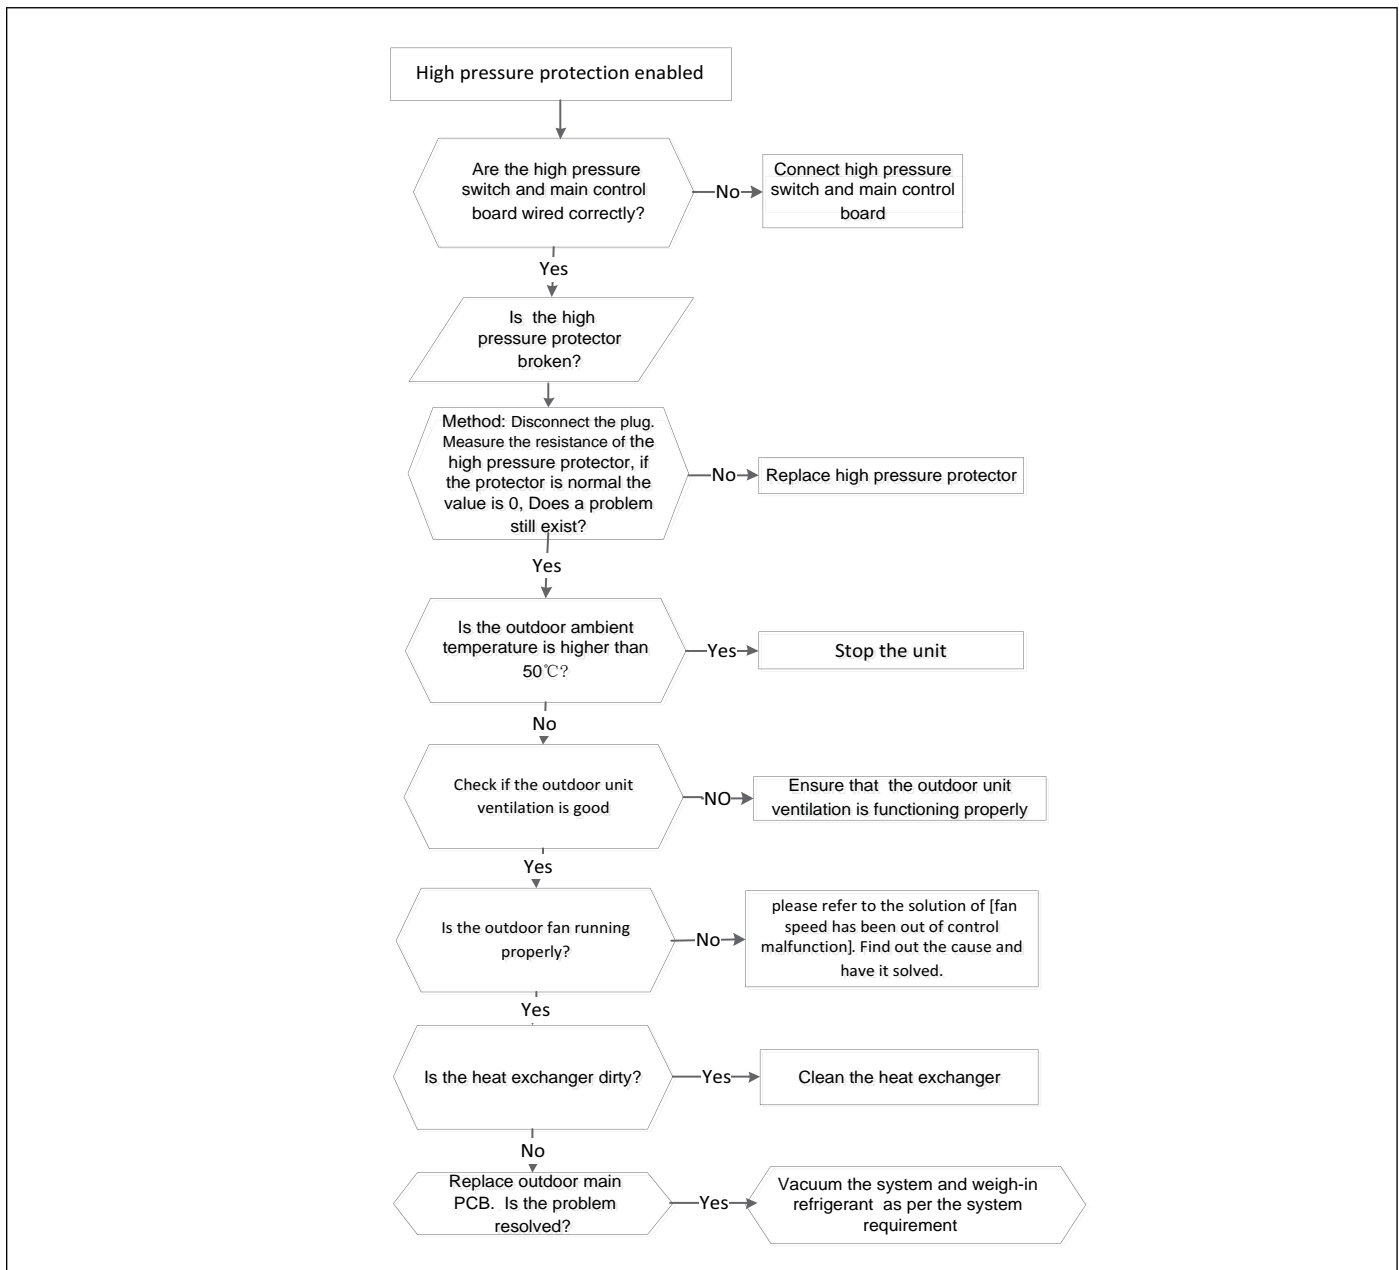 High pressure protection enabled
Are the high pressure
switch and main control
board wired correctly?
No
Connect high pressure
switch and main control
board
Yes
Is the high
pressure protector
broken?
Method: Disconnect the plug.
Measure the resistance of the
high pressure protector, if
the protector is normal the
value is 0, Does a problem
still exist?
No
Replace high pressure protector
Yes
Is the outdoor ambient
temperature is higher than
50℃?
Yes
Stop the unit
No
Check if the outdoor unit
ventilation is good
NO
Ensure that the outdoor unit
ventilation is functioning properly
Yes
Is the outdoor fan running
properly?
No
please refer to the solution of [fan
speed has been out of control
malfunction]. Find out the cause and
have it solved.
Yes
Is the heat exchanger dirty?
Yes
Clean the heat exchanger
No
Replace outdoor main
PCB. Is the problem
resolved?
Yes
Vacuum the system and weigh-in
refrigerant as per the system
requirement